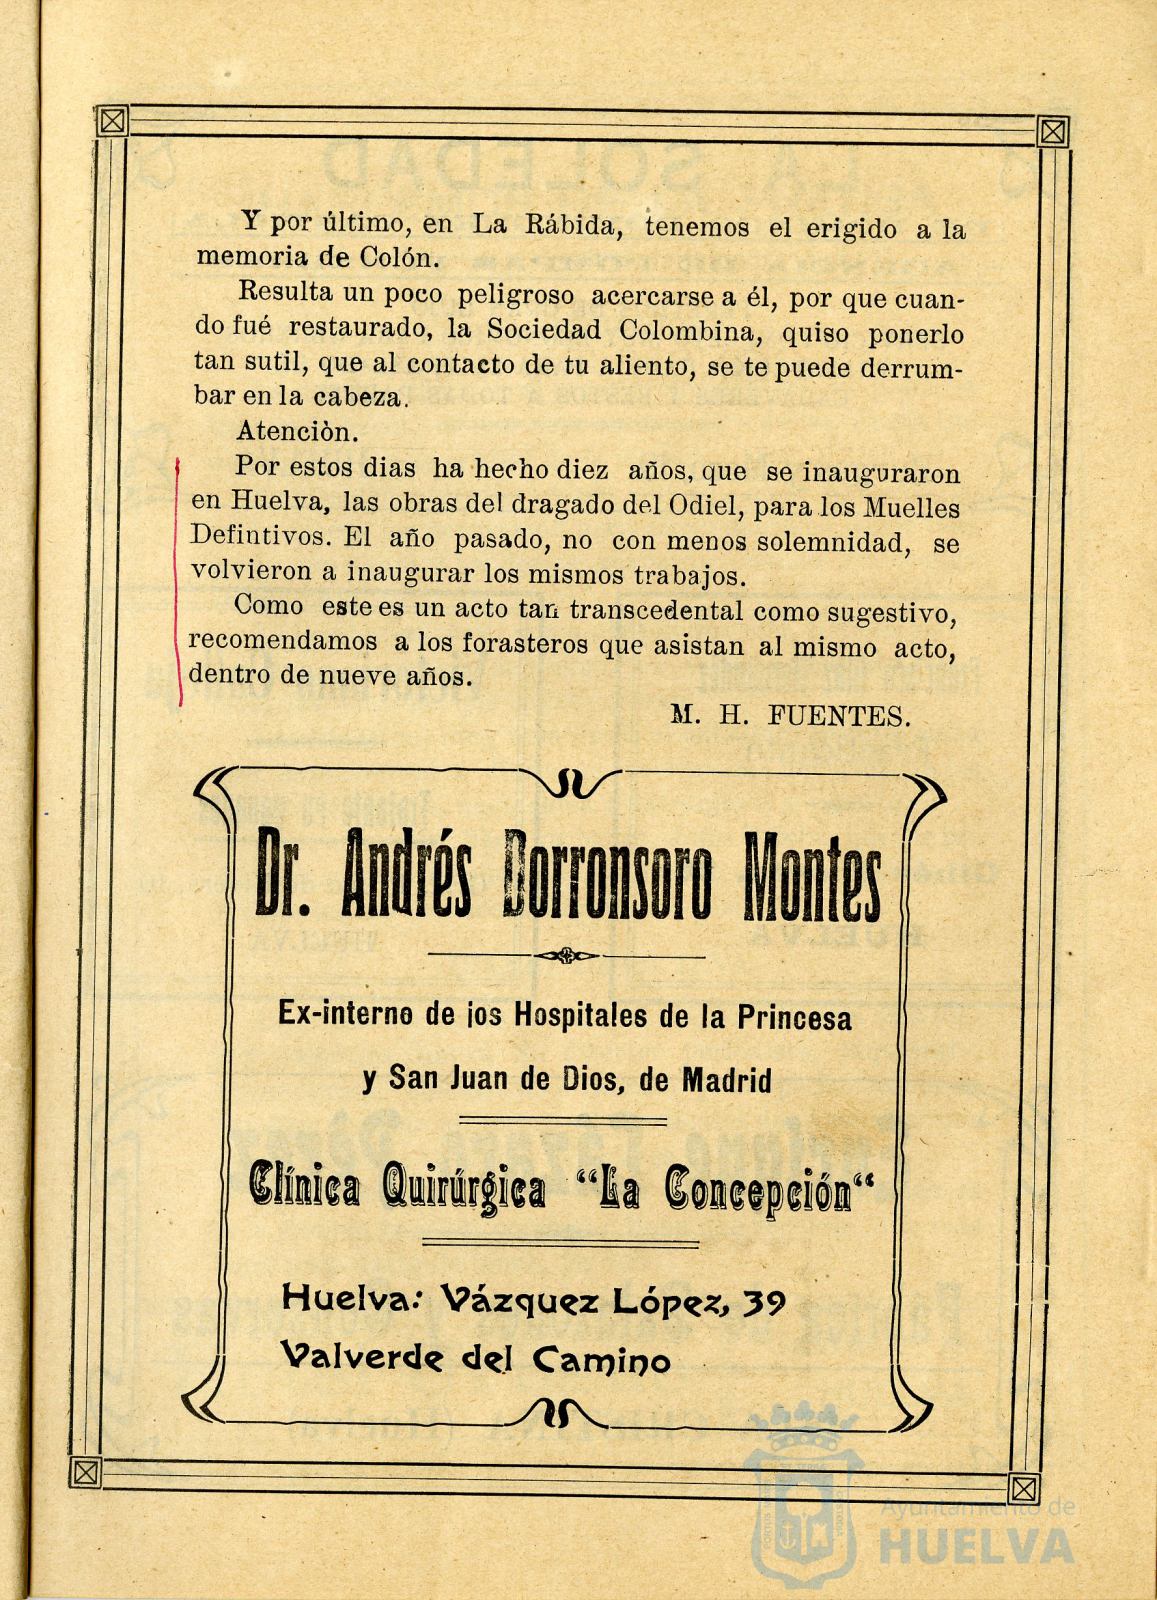 Y por último, en La Rábida, tenemos el erigido a la
memoria de Colón.
Resulta un poco peligroso acercarse a él, por que cuan-
do fué restaurado, la Sociedad Colombina, quiso ponerlo
tan sutil, que al contacto de tu aliento, se te puede derrum-
bar en la cabeza.
Atenciòn.
Por estos dias ha hecho diez años, que se inauguraron
en Huelva, las obras del dragado del Odiel, para los Muelles
Defintivos. El año pasado, no con menos solemnidad, se
volvieron a inaugurar los mismos trabajos.
Como este es un acto tan transcedental como sugestivo,
recomendamos a los forasteros que asistan al mismo acto,
dentro de nueve años.
M. H. FUENTES.
Dr. Andrés Dorronsoro Montes
Ex-interno de ios Hospitales de la Princesa
y San Juan de Dios, de Madrid
Clínica Quirúrgica “La Concepción“
Huelva: Vázquez López, 39
Valverde del Camino
Ayuntamiento de
HUELVA